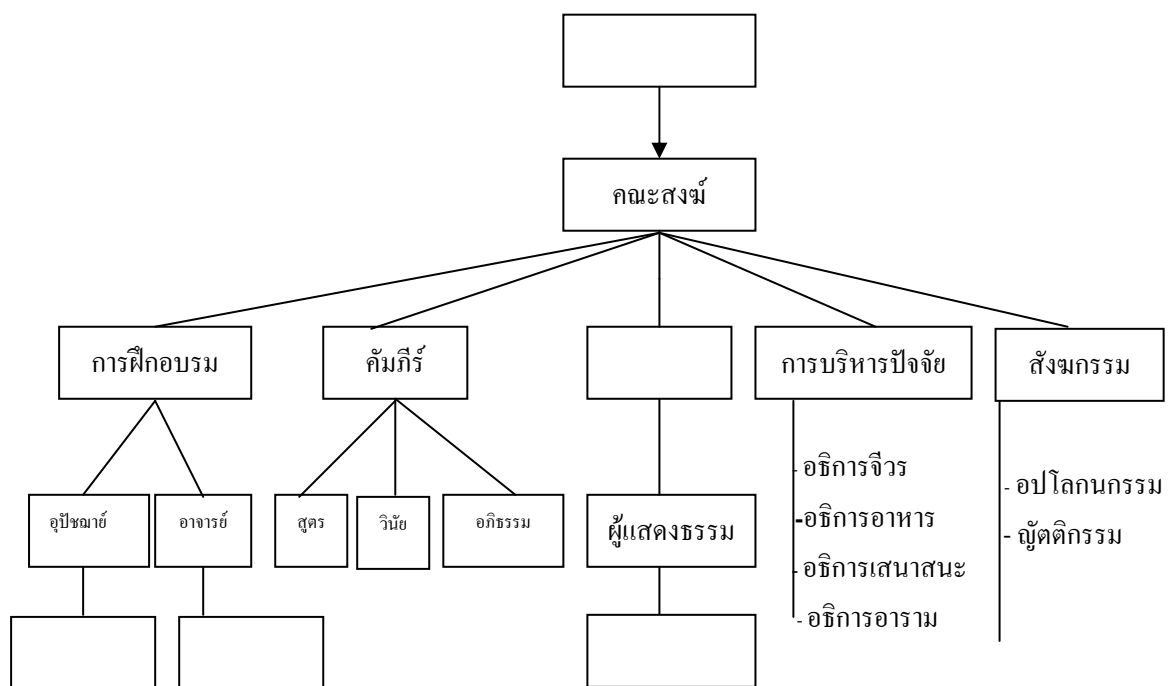 คณะสงฆ์
การฝึกอบรม
คัมภีร์
การบริหารปัจจัย
สังฆกรรม
อุปัชฌาย์
อาจารย์
สูตร
วินัย
อภิธรรม
ผู้แสดงธรรม
- อธิการจีวร
-อธิการอาหาร
- อธิการเสนาสนะ
- อธิการอาราม
- อปโลกนกรรม
- ญัตติกรรม